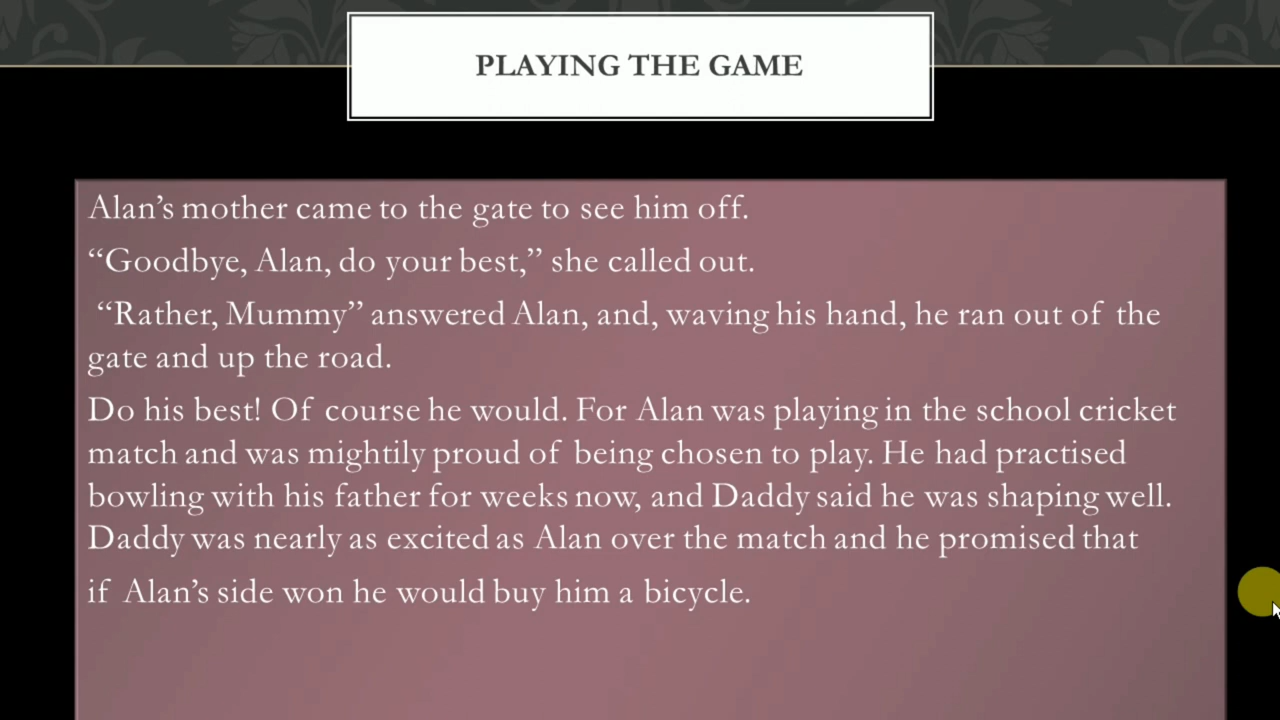 PLAYING THE GAME
Alan’s mother came to the gate to see him off.
“Goodbye, Alan, do your best,” she called out.
“Rather, Mummy” answered Alan, and, waving his hand, he ran out of the
gate and up the road.
Do his best! Of course he would. For Alan was playing in the school cricket
match and was mightily proud of being chosen to play. He had practised
bowling with his father for weeks now, and Daddy said he was shaping well.
Daddy was nearly as excited as Alan over the match and he promised that
if Alan’s side won he would buy him a bicycle.